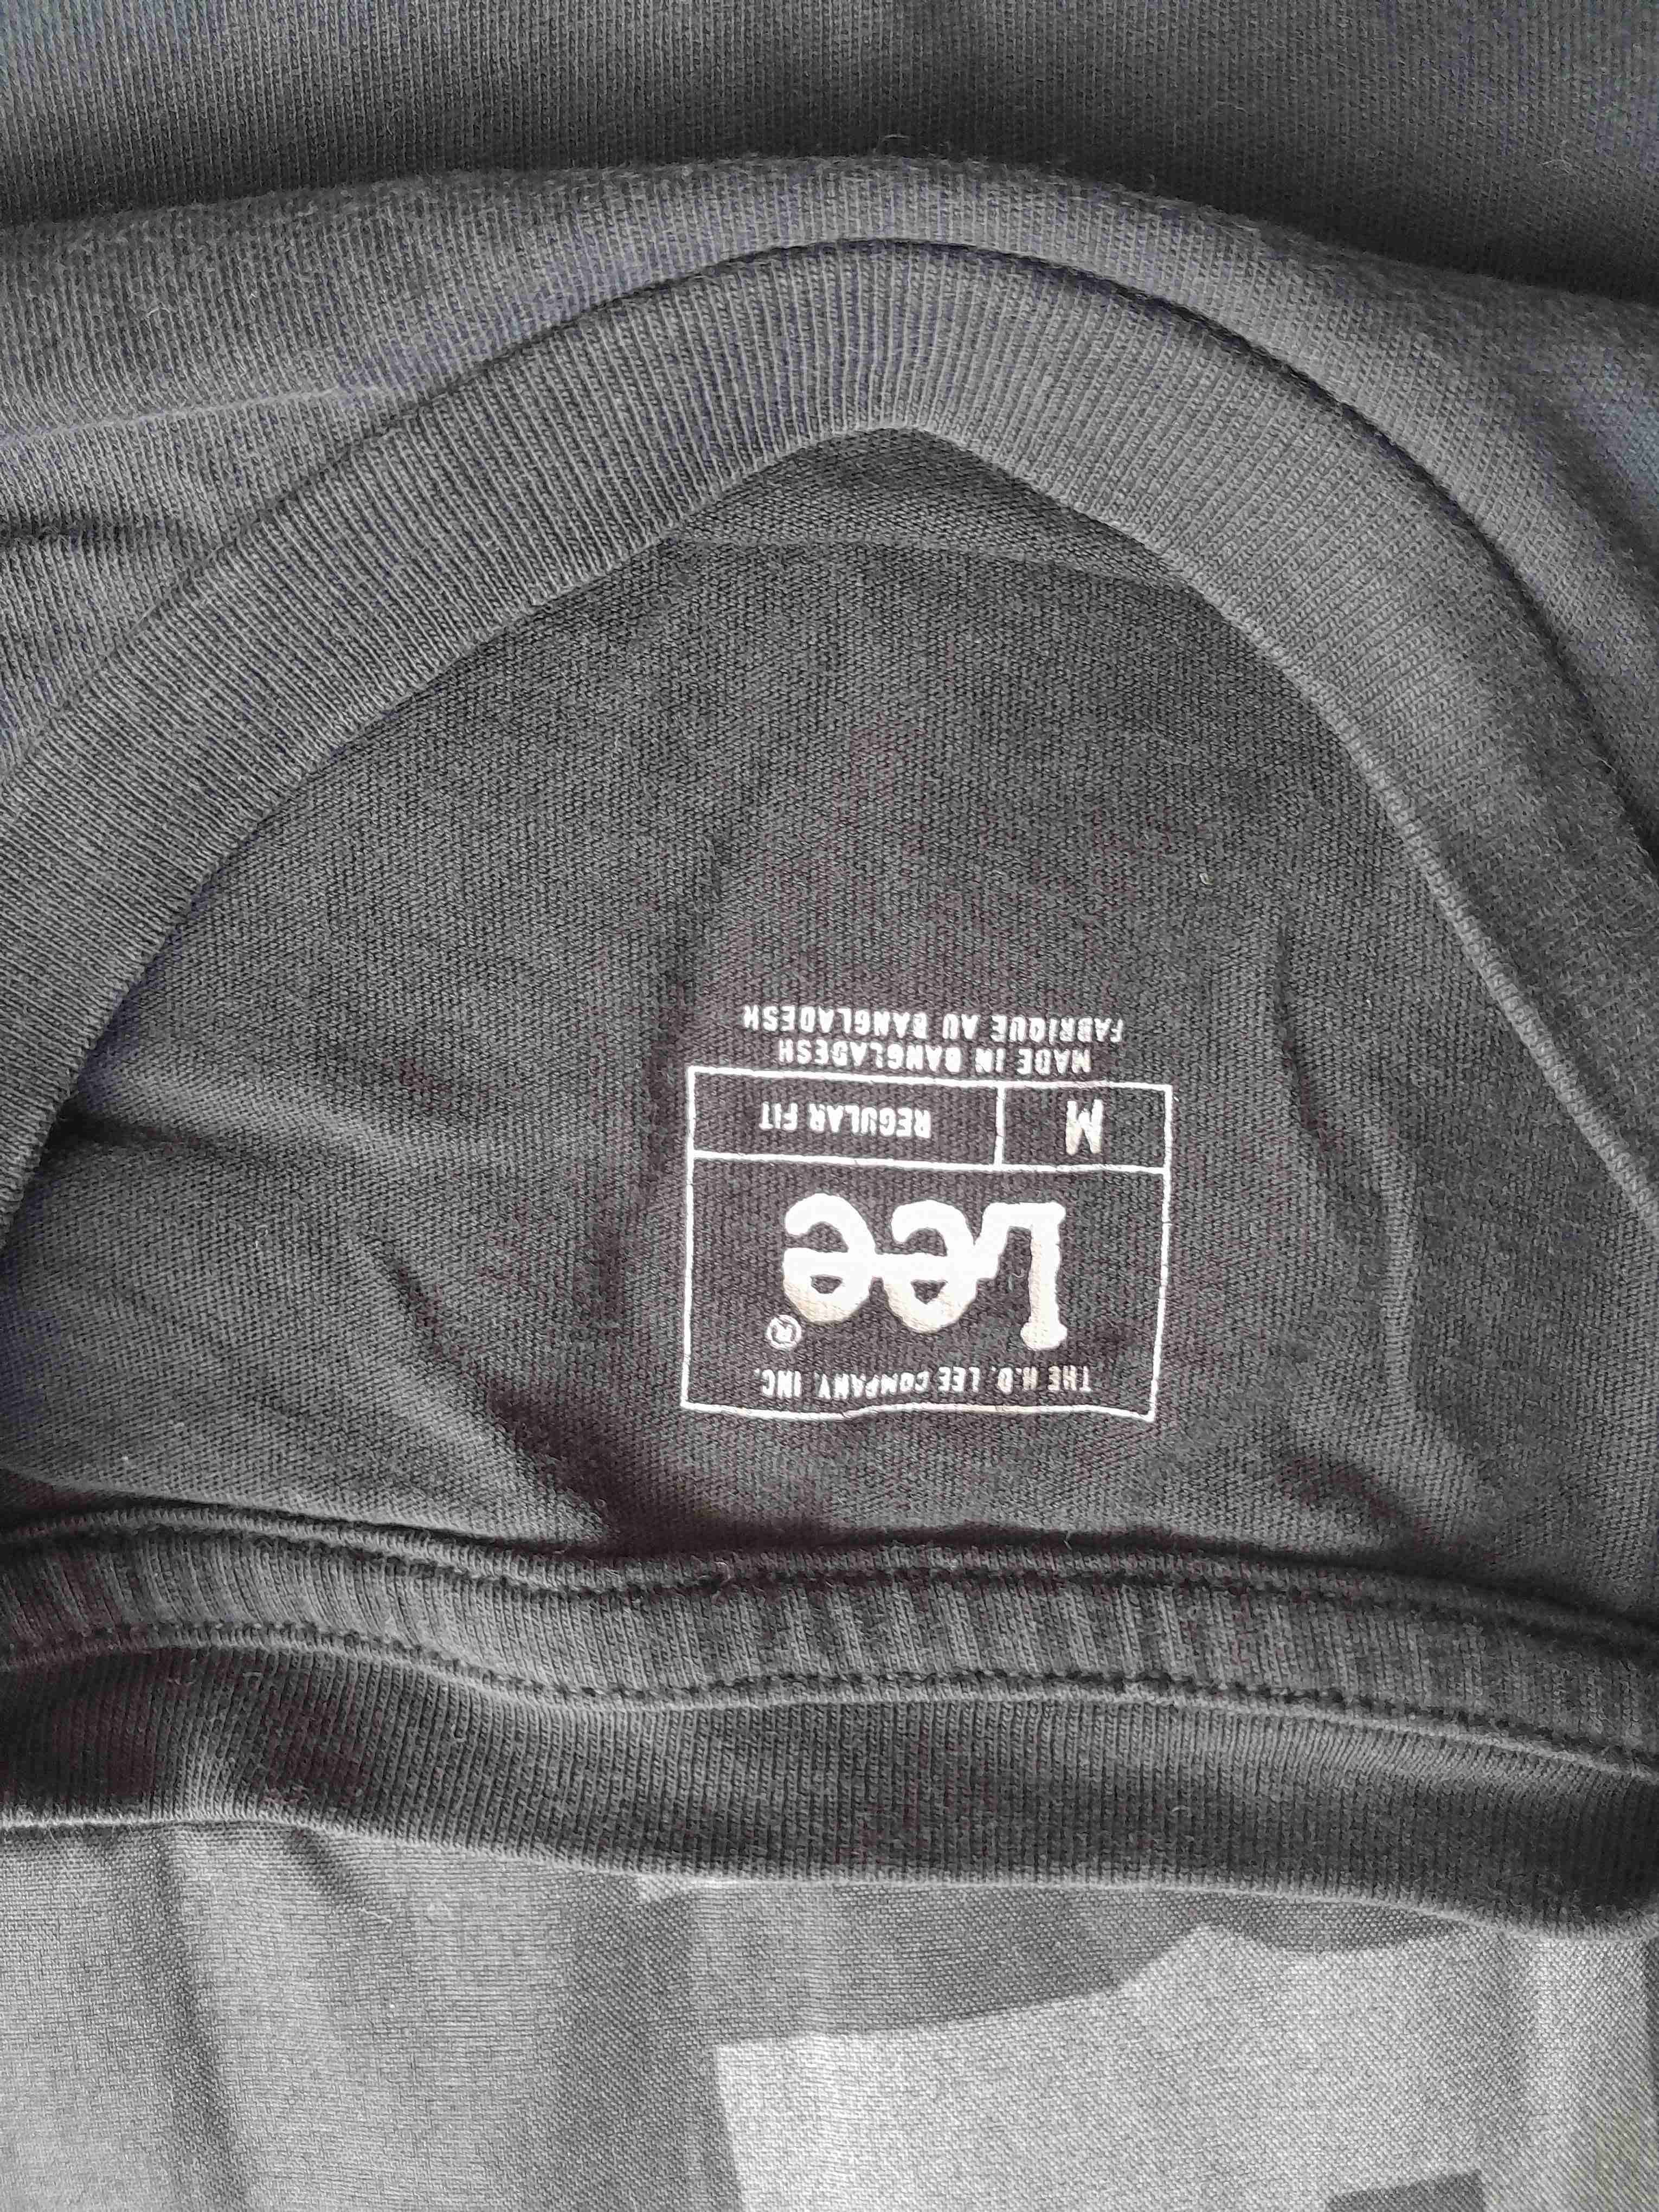 THE H.D. LEE COMPANY, INC.
Lee®
M REGULAR FIT
MADE IN BANGLADESH
FABRIQUE AU BANGLADESH